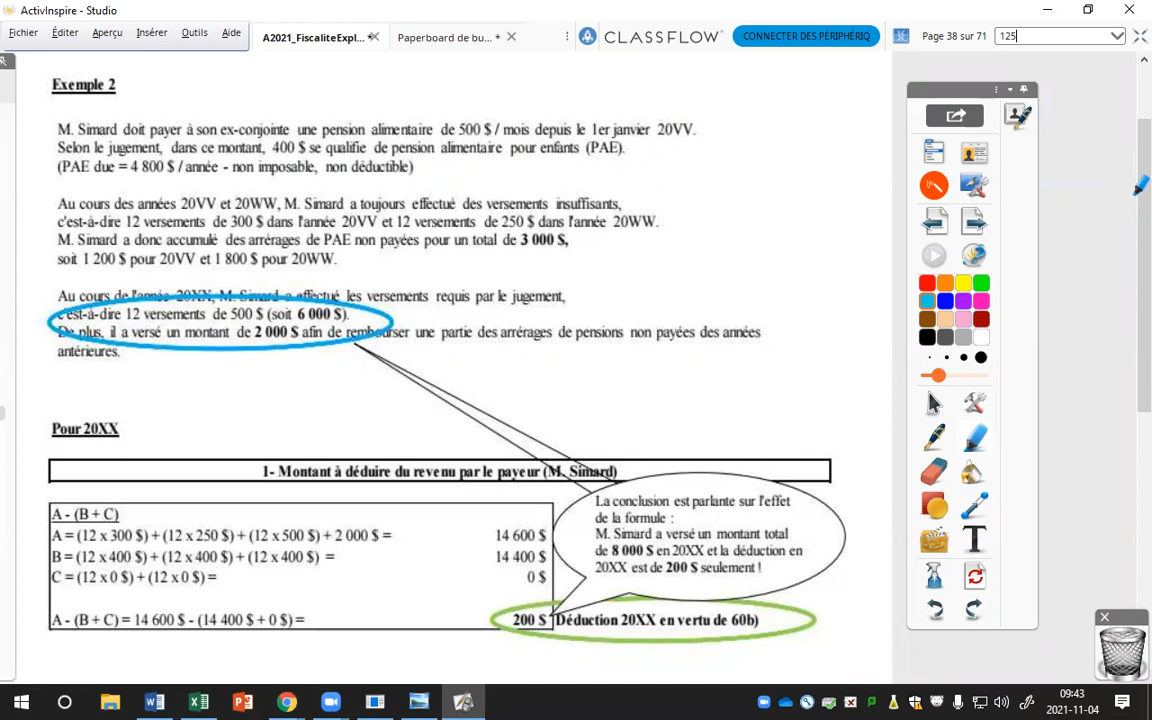 ActivInspire - Studio
Fichier Éditer Aperçu Insérer Outils Aide
A2021_FiscaliteExpl...
Paperboard de bu... *
CLASSFLOW
CONNECTER DES PÉRIPHÉRIQ
Page 38 sur 71
125
Exemple 2
M. Simard doit payer à son ex-conjointe une pension alimentaire de 500 $ / mois depuis le 1er janvier 20VV.
Selon le jugement, dans ce montant, 400 $ se qualifie de pension alimentaire pour enfants (PAE).
(PAE due = 4 800 $ / année - non imposable, non déductible)
Au cours des années 20VV et 20WW, M. Simard a toujours effectué des versements insuffisants,
c'est-à-dire 12 versements de 300 $ dans l'année 20VV et 12 versements de 250 $ dans l'année 20WW.
M. Simard a donc accumulé des arrérages de PAE non payées pour un total de 3 000 $,
soit 1 200 $ pour 20VV et 1 800 $ pour 20WW.
Au cours de l'année 20XX, M. Simard a effectué les versements requis par le jugement,
c'est-à-dire 12 versements de 500 $ (soit 6 000 $).
De plus, il a versé un montant de 2 000 $ afin de rembourser une partie des arrérages de pensions non payées des années
antérieures.
Pour 20XX
1- Montant à déduire du revenu par le payeur (M. Simard)
A - (B + C)
A = (12 x 300 $) + (12 x 250 $) + (12 x 500 $) + 2 000 $ = 14 600 $
B = (12 x 400 $) + (12 x 400 $) + (12 x 400 $) = 14 400 $
C = (12 x 0 $) + (12 x 0 $) = 0 $
A - (B + C) = 14 600 $ - (14 400 $ + 0 $) = 200 $ Déduction 20XX en vertu de 60b)
La conclusion est parlante sur l'effet
de la formule :
M. Simard a versé un montant total
de 8 000 $ en 20XX et la déduction en
20XX est de 200 $ seulement !
09:43
2021-11-04